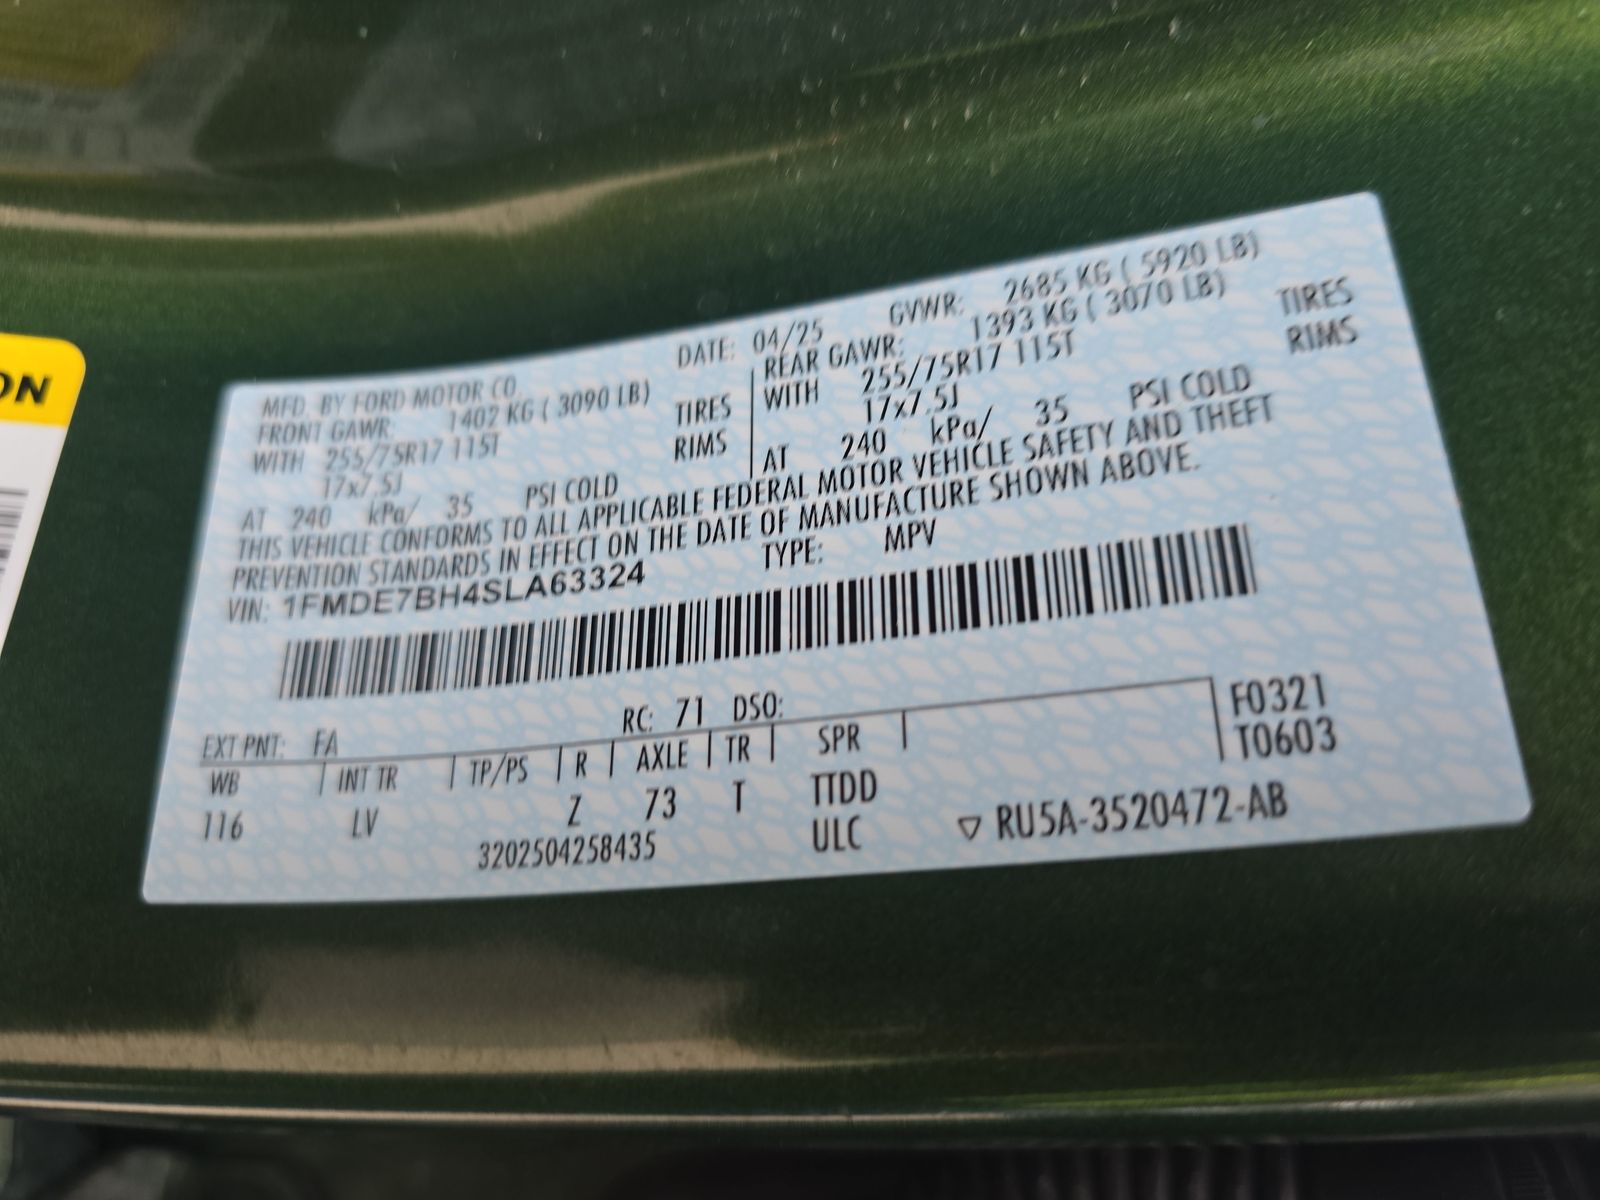 ON
MFD. BY FORD MOTOR CO.
DATE: 04/25
GVWR: 2685 KG ( 5920 LB)
FRONT GAWR: 1402 KG ( 3090 LB)
WITH 255/75R17 115T TIRES
17x7.5J RIMS
AT 240 kPa/ 35 PSI COLD
REAR GAWR: 1393 KG ( 3070 LB)
WITH 255/75R17 115T TIRES
17x7.5J RIMS
AT 240 kPa/ 35 PSI COLD
THIS VEHICLE CONFORMS TO ALL APPLICABLE FEDERAL MOTOR VEHICLE SAFETY AND THEFT
PREVENTION STANDARDS IN EFFECT ON THE DATE OF MANUFACTURE SHOWN ABOVE.
VIN: 1FMDE7BH4SLA63324
TYPE: MPV
EXT PNT: FA RC: 71 DSO:
WB | INT TR | TP/PS | R | AXLE | TR | SPR |
116 LV Z 73 T TTDD
3202504258435 ULC
F0321
T0603
▽ RU5A-3520472-AB